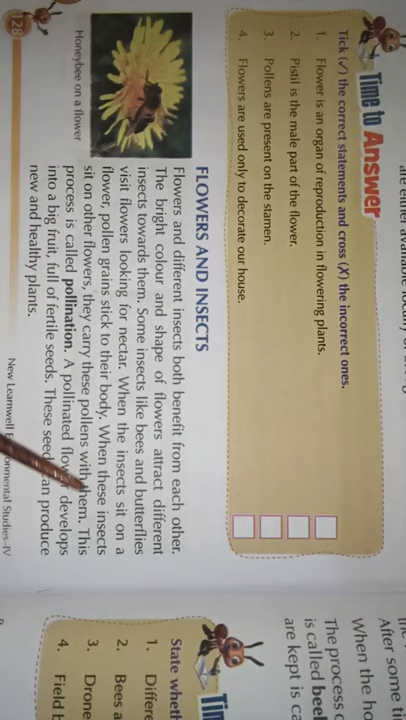 are either available locally or
Time to Answer
Tick (✓) the correct statements and cross (X) the incorrect ones.
1. Flower is an organ of reproduction in flowering plants.
2. Pistil is the male part of the flower.
3. Pollens are present on the stamen.
4. Flowers are used only to decorate our house.
FLOWERS AND INSECTS
Flowers and different insects both benefit from each other.
The bright colour and shape of flowers attract different
insects towards them. Some insects like bees and butterflies
visit flowers looking for nectar. When the insects sit on a
flower, pollen grains stick to their body. When these insects
sit on other flowers, they carry these pollens with them. This
process is called pollination. A pollinated flower develops
into a big fruit, full of fertile seeds. These seed can produce
new and healthy plants.
Honeybee on a flower
128
New Learnwell Environmental Studies-IV
After some ti
When the ho
The process
is called bee
are kept is ca
Tim
State wheth
1. Differe
2. Bees a
3. Drone
4. Field b